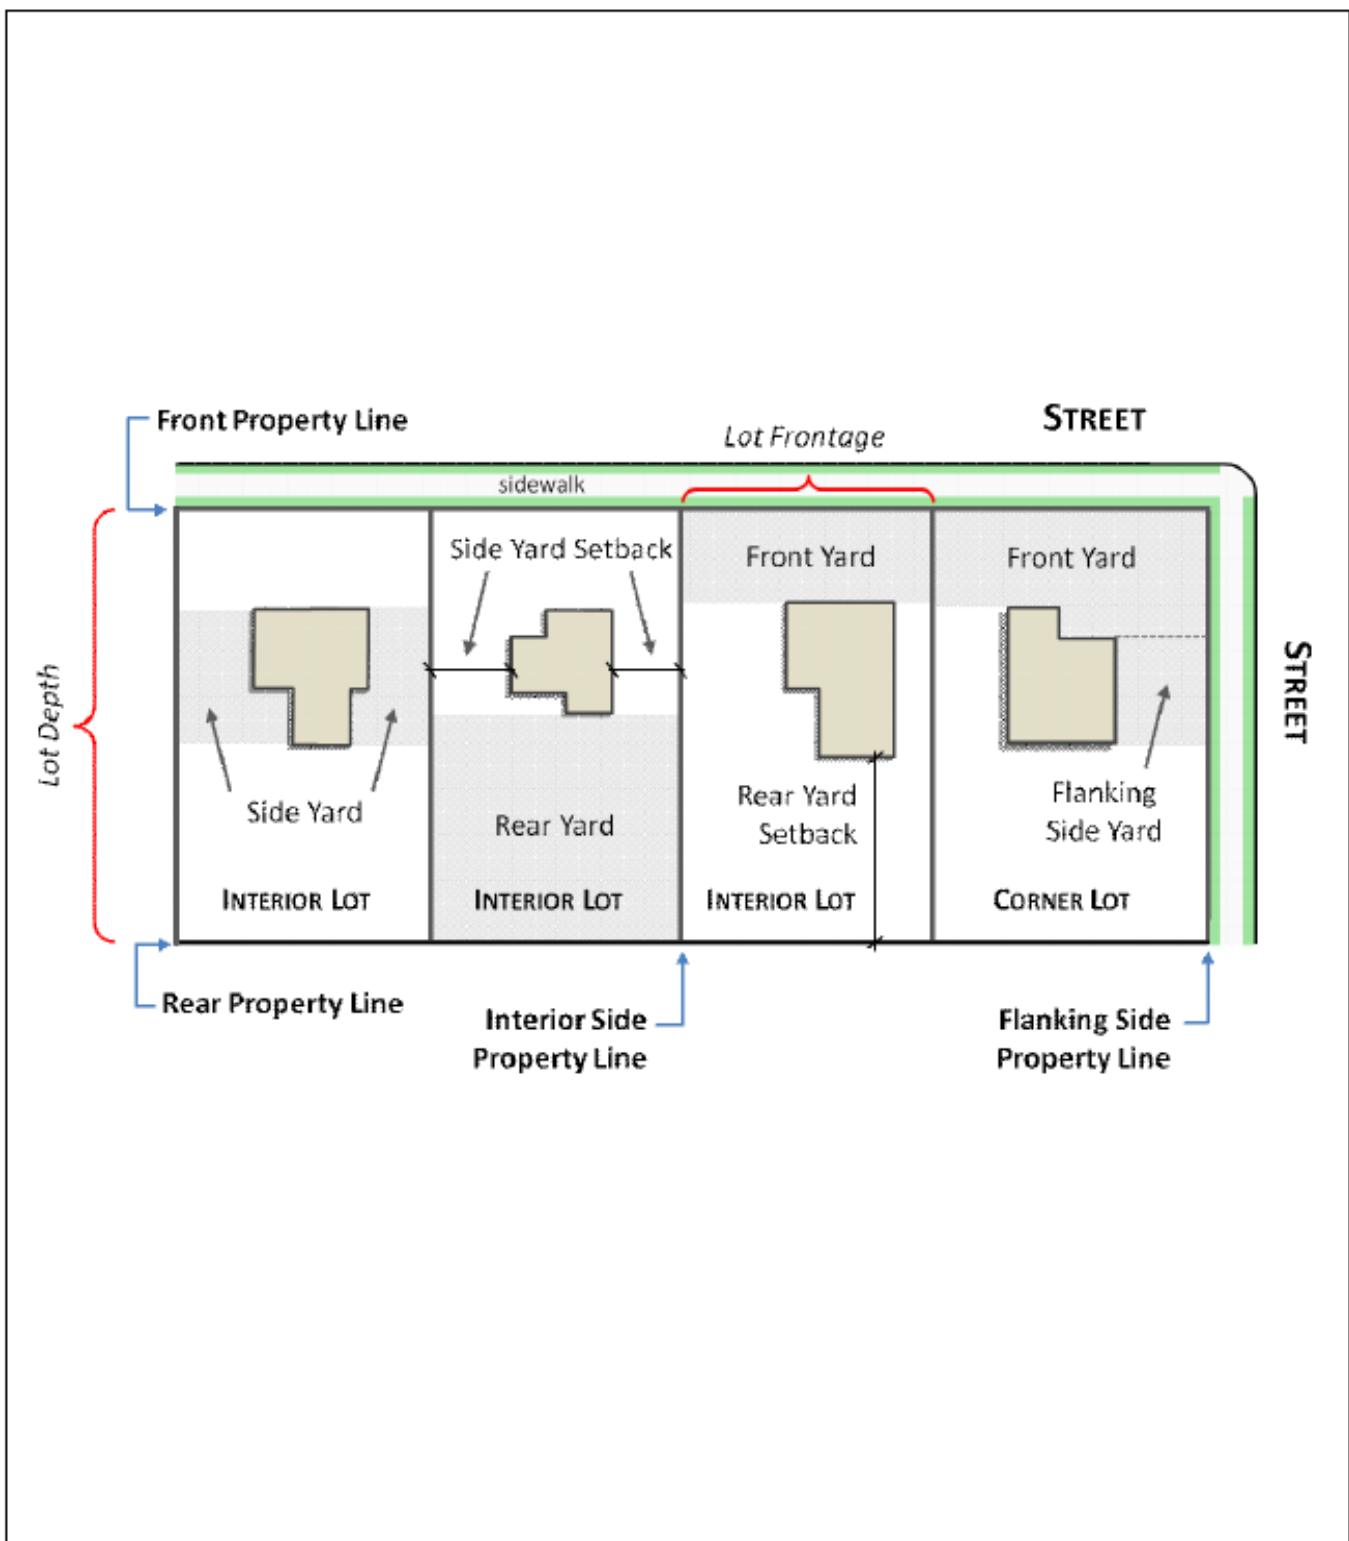 Front Property Line
STREET
Lot Frontage
sidewalk
Side Yard Setback
Front Yard
Front Yard
STREET
Lot Depth
Side Yard
Rear Yard
Rear Yard
Setback
Flanking
Side Yard
INTERIOR LOT
INTERIOR LOT
INTERIOR LOT
CORNER LOT
Rear Property Line
Interior Side
Property Line
Flanking Side
Property Line